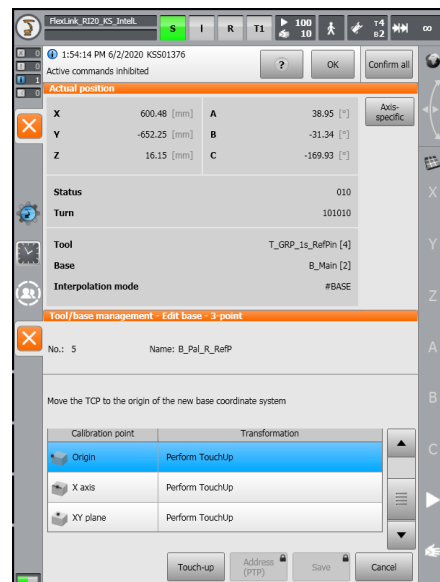 FlexLink_RI20_KS_IntelL
S I R T1 100 10 T4 B2 ∞
0 1:54:14 PM 6/2/2020 KSS01376
0 Active commands inhibited ? OK Confirm all
1
0
Actual position
X 600.48 [mm] A 38.95 [°] Axis-
specific
Y -652.25 [mm] B -31.34 [°]
Z 16.15 [mm] C -169.93 [°]
Status 010
Turn 101010
Tool T_GRP_1s_RefPin [4]
Base B_Main [2]
Interpolation mode #BASE
Tool/base management - Edit base - 3-point
No.: 5 Name: B_Pal_R_RefP
Move the TCP to the origin of the new base coordinate system
Calibration point Transformation
Origin Perform TouchUp
X axis Perform TouchUp
XY plane Perform TouchUp
Touch-up Address
(PTP) Save Cancel
X
Y
Z
A
B
C